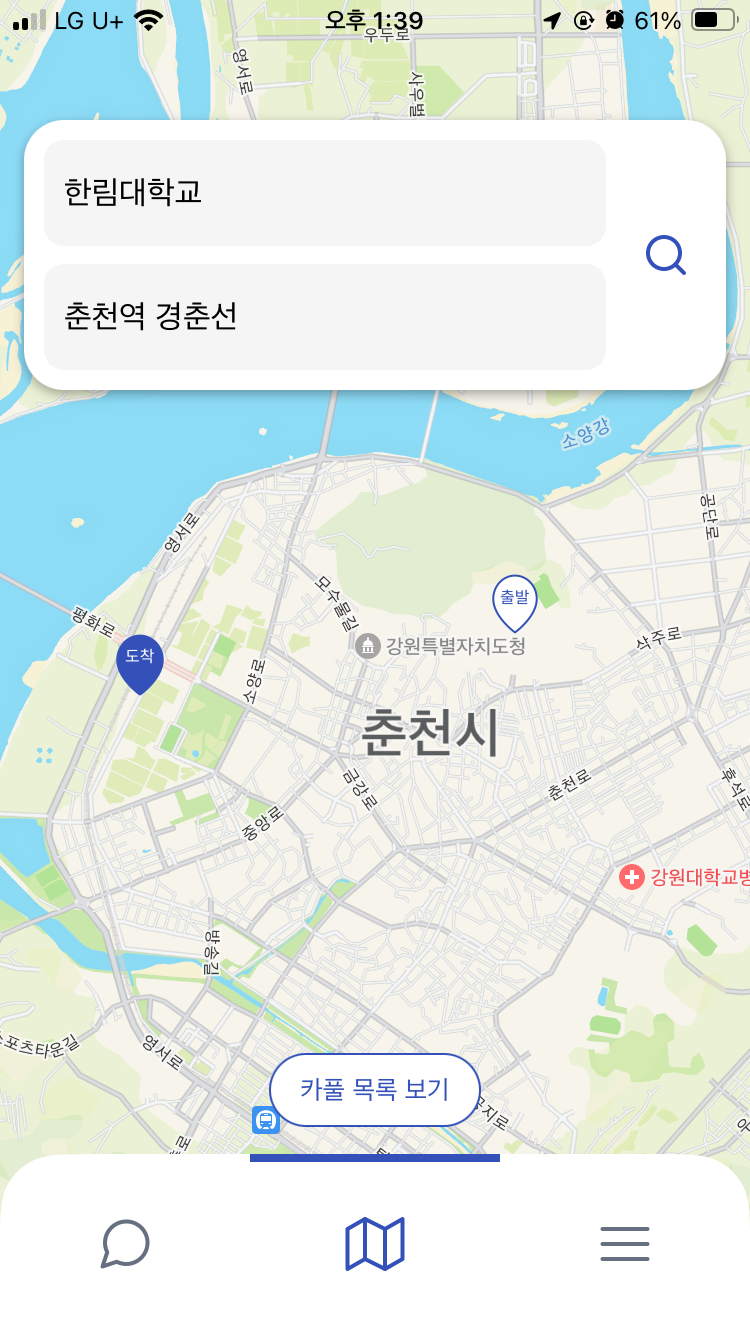 LG U+ 오후 1:39 61%
우두로
영서로
사우벌
한림대학교
춘천역 경춘선
소양강
공단로
영서로
모수물길
출발
평화로
도착
강원특별자치도청
삭주로
소양로
춘천시
금강로
춘천로
후석로
중앙로
강원대학교병
방송길
스포츠타운길
영서로
카풀 목록 보기
공지로